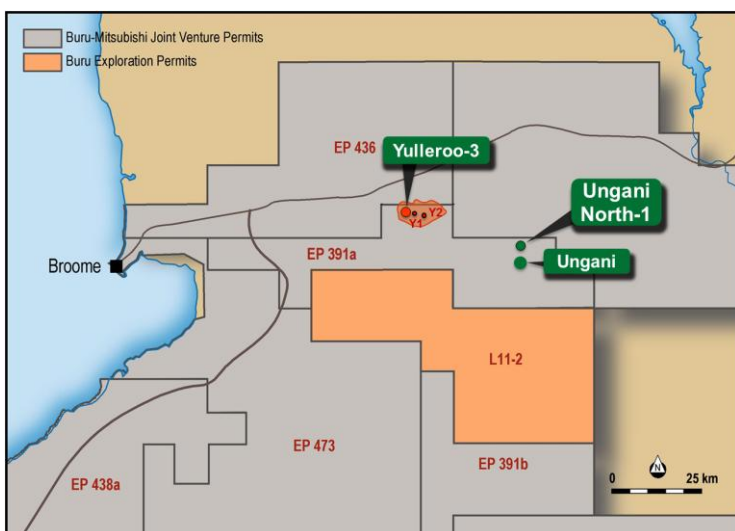 Buru-Mitsubishi Joint Venture Permits
Buru Exploration Permits
EP 436
Yulleroo-3
Y1
Y2
Ungani
North-1
Ungani
Broome
EP 391a
L11-2
EP 473
EP 391b
EP 438a
N
0 25 km